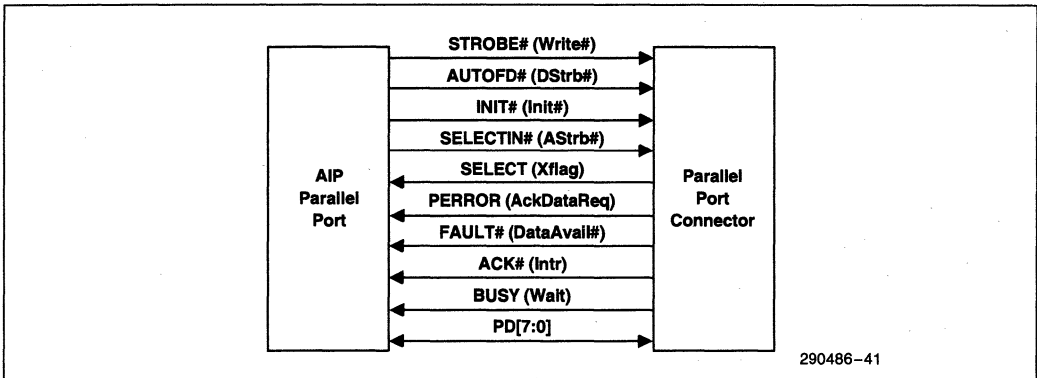 STROBE# (Write#)
AUTOFD# (DStrb#)
INIT# (Init#)
SELECTIN# (AStrb#)
SELECT (Xflag)
PERROR (AckDataReq)
FAULT# (DataAvail#)
ACK# (Intr)
BUSY (Wait)
PD[7:0]
AIP
Parallel
Port
Parallel
Port
Connector
290486–41